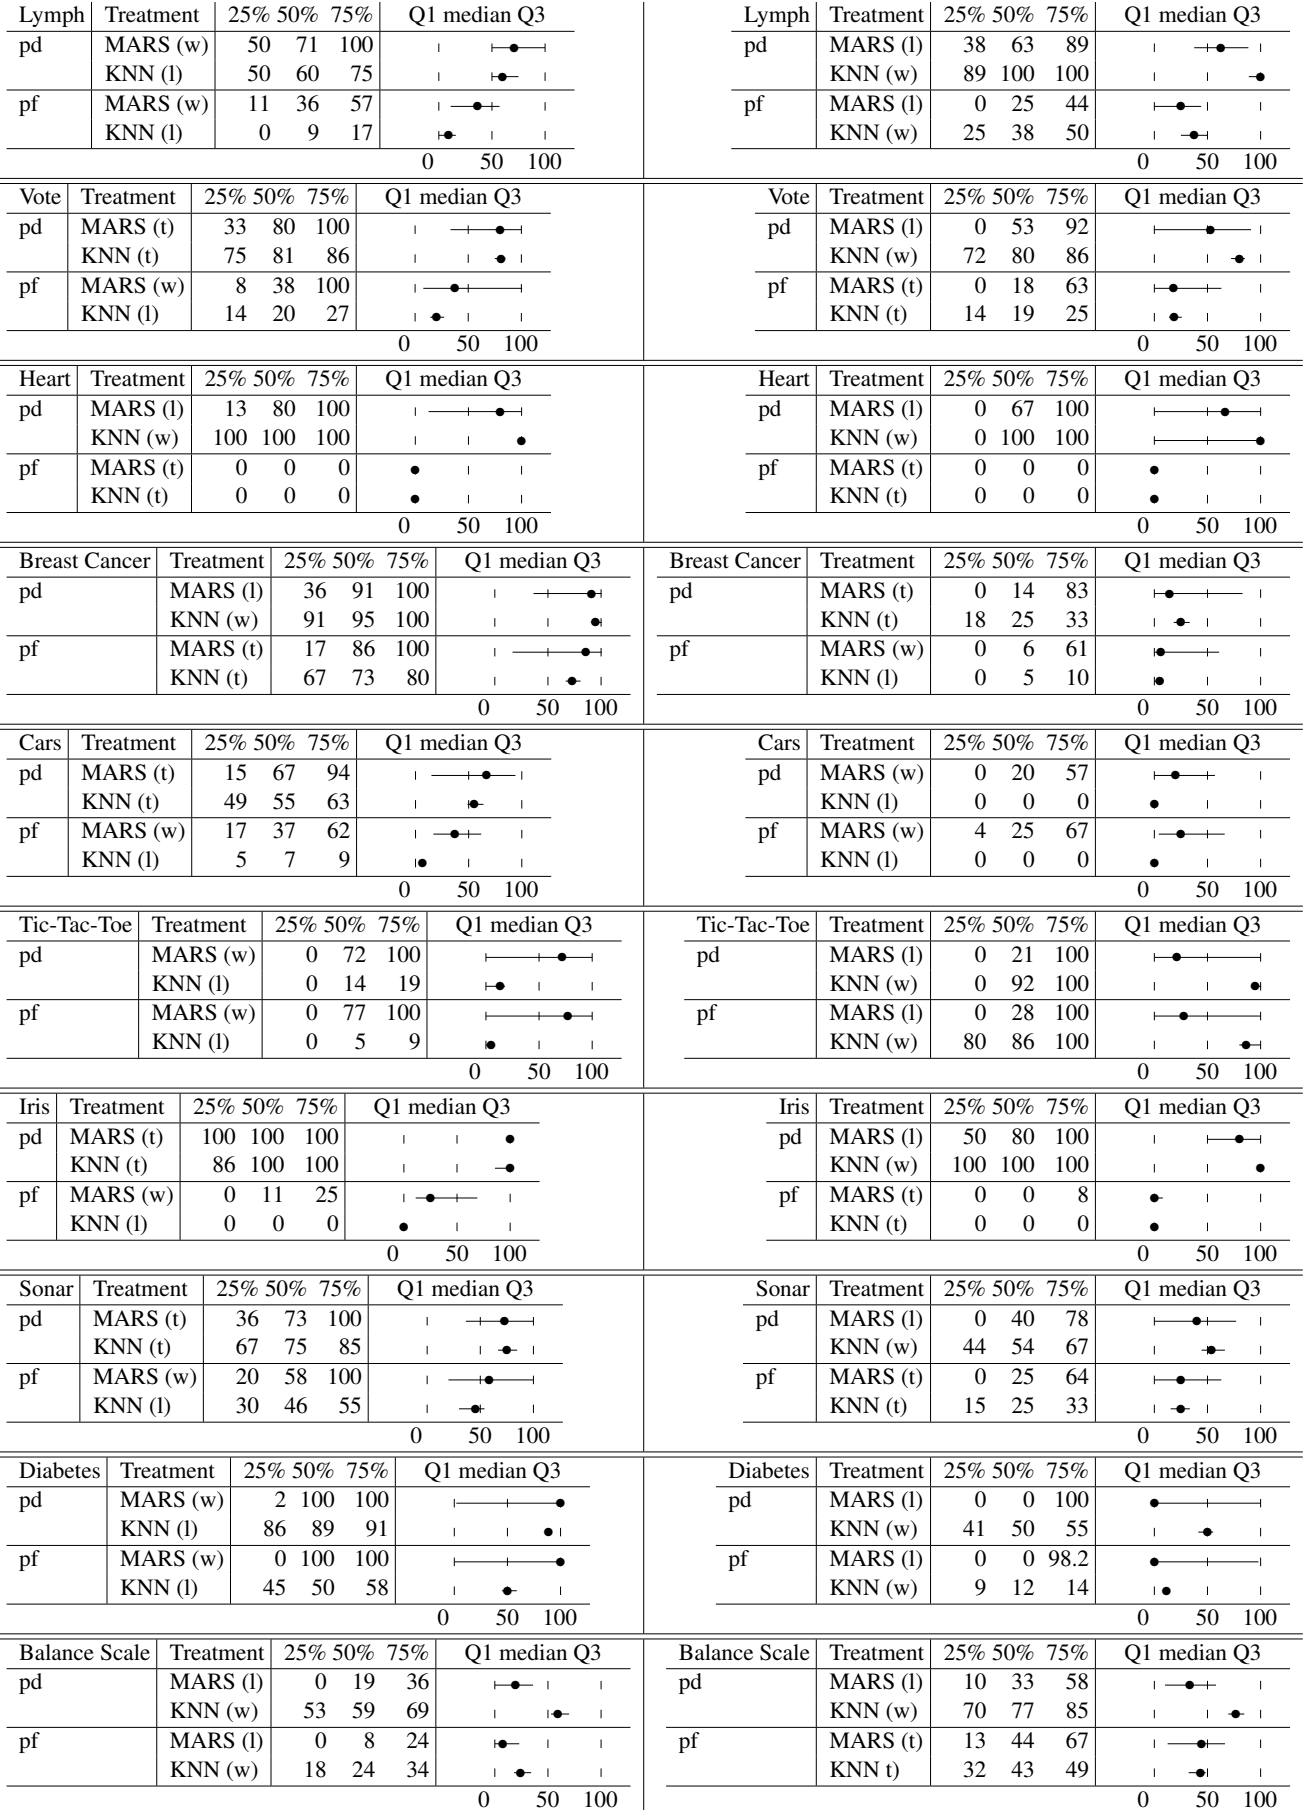 Lymph Treatment 25% 50% 75% Q1 median Q3
pd MARS (w) 50 71 100
KNN (l) 50 60 75
pf MARS (w) 11 36 57
KNN (l) 0 9 17
0 50 100
Lymph Treatment 25% 50% 75% Q1 median Q3
pd MARS (l) 38 63 89
KNN (w) 89 100 100
pf MARS (l) 0 25 44
KNN (w) 25 38 50
0 50 100
Vote Treatment 25% 50% 75% Q1 median Q3
pd MARS (t) 33 80 100
KNN (t) 75 81 86
pf MARS (w) 8 38 100
KNN (l) 14 20 27
0 50 100
Vote Treatment 25% 50% 75% Q1 median Q3
pd MARS (l) 0 53 92
KNN (w) 72 80 86
pf MARS (t) 0 18 63
KNN (t) 14 19 25
0 50 100
Heart Treatment 25% 50% 75% Q1 median Q3
pd MARS (l) 13 80 100
KNN (w) 100 100 100
pf MARS (t) 0 0 0
KNN (t) 0 0 0
0 50 100
Heart Treatment 25% 50% 75% Q1 median Q3
pd MARS (l) 0 67 100
KNN (w) 0 100 100
pf MARS (t) 0 0 0
KNN (t) 0 0 0
0 50 100
Breast Cancer Treatment 25% 50% 75% Q1 median Q3
pd MARS (l) 36 91 100
KNN (w) 91 95 100
pf MARS (t) 17 86 100
KNN (t) 67 73 80
0 50 100
Breast Cancer Treatment 25% 50% 75% Q1 median Q3
pd MARS (t) 0 14 83
KNN (t) 18 25 33
pf MARS (w) 0 6 61
KNN (l) 0 5 10
0 50 100
Cars Treatment 25% 50% 75% Q1 median Q3
pd MARS (t) 15 67 94
KNN (t) 49 55 63
pf MARS (w) 17 37 62
KNN (l) 5 7 9
0 50 100
Cars Treatment 25% 50% 75% Q1 median Q3
pd MARS (w) 0 20 57
KNN (l) 0 0 0
pf MARS (w) 4 25 67
KNN (l) 0 0 0
0 50 100
Tic-Tac-Toe Treatment 25% 50% 75% Q1 median Q3
pd MARS (w) 0 72 100
KNN (l) 0 14 19
pf MARS (w) 0 77 100
KNN (l) 0 5 9
0 50 100
Tic-Tac-Toe Treatment 25% 50% 75% Q1 median Q3
pd MARS (l) 0 21 100
KNN (w) 0 92 100
pf MARS (l) 0 28 100
KNN (w) 80 86 100
0 50 100
Iris Treatment 25% 50% 75% Q1 median Q3
pd MARS (t) 100 100 100
KNN (t) 86 100 100
pf MARS (w) 0 11 25
KNN (l) 0 0 0
0 50 100
Iris Treatment 25% 50% 75% Q1 median Q3
pd MARS (l) 50 80 100
KNN (w) 100 100 100
pf MARS (t) 0 0 8
KNN (t) 0 0 0
0 50 100
Sonar Treatment 25% 50% 75% Q1 median Q3
pd MARS (t) 36 73 100
KNN (t) 67 75 85
pf MARS (w) 20 58 100
KNN (l) 30 46 55
0 50 100
Sonar Treatment 25% 50% 75% Q1 median Q3
pd MARS (l) 0 40 78
KNN (w) 44 54 67
pf MARS (t) 0 25 64
KNN (t) 15 25 33
0 50 100
Diabetes Treatment 25% 50% 75% Q1 median Q3
pd MARS (w) 2 100 100
KNN (l) 86 89 91
pf MARS (w) 0 100 100
KNN (l) 45 50 58
0 50 100
Diabetes Treatment 25% 50% 75% Q1 median Q3
pd MARS (l) 0 0 100
KNN (w) 41 50 55
pf MARS (l) 0 0 98.2
KNN (w) 9 12 14
0 50 100
Balance Scale Treatment 25% 50% 75% Q1 median Q3
pd MARS (l) 0 19 36
KNN (w) 53 59 69
pf MARS (l) 0 8 24
KNN (w) 18 24 34
0 50 100
Balance Scale Treatment 25% 50% 75% Q1 median Q3
pd MARS (l) 10 33 58
KNN (w) 70 77 85
pf MARS (t) 13 44 67
KNN t) 32 43 49
0 50 100